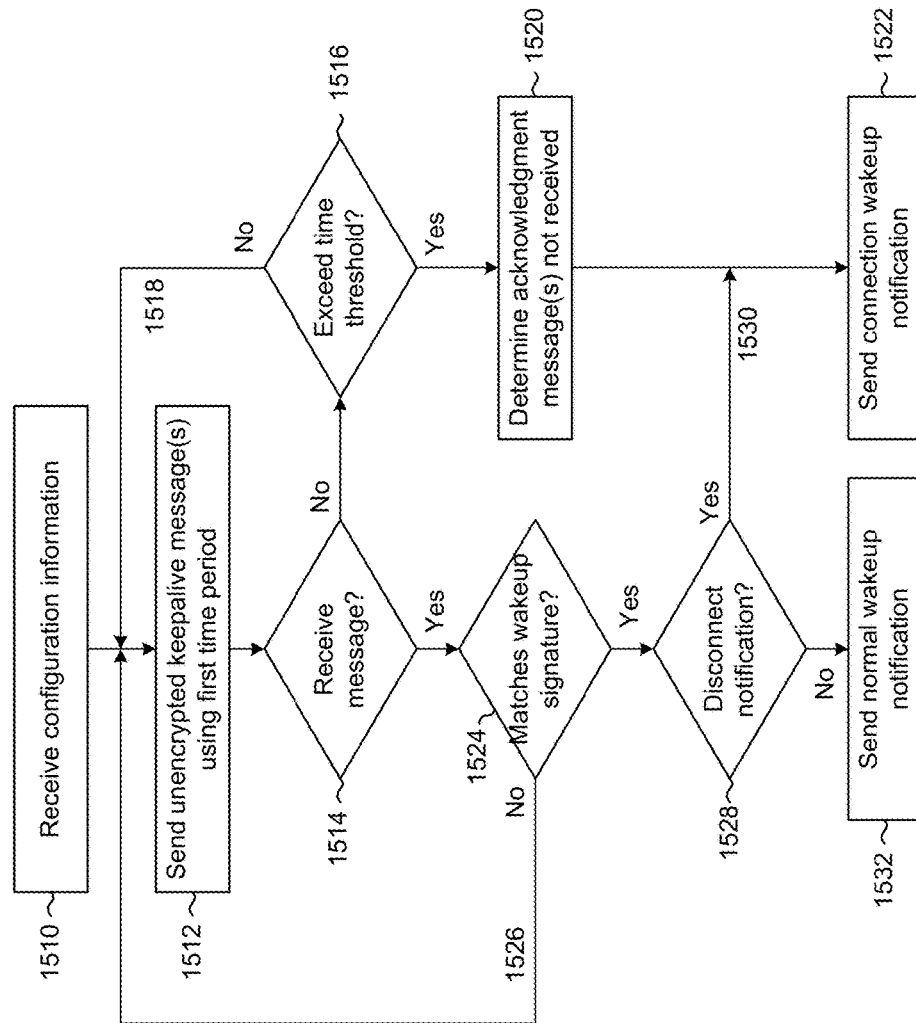 1510
Receive configuration information
1512
Send unencrypted keepalive message(s)
using first time period
1518
1514
Receive
message?
No
Yes
1516
Exceed time
threshold?
No
Yes
1520
Determine acknowledgment
message(s) not received
1524
Matches wakeup
signature?
No
Yes
1526
1528
Disconnect
notification?
Yes
No
1530
1532
Send normal wakeup
notification
1522
Send connection wakeup
notification